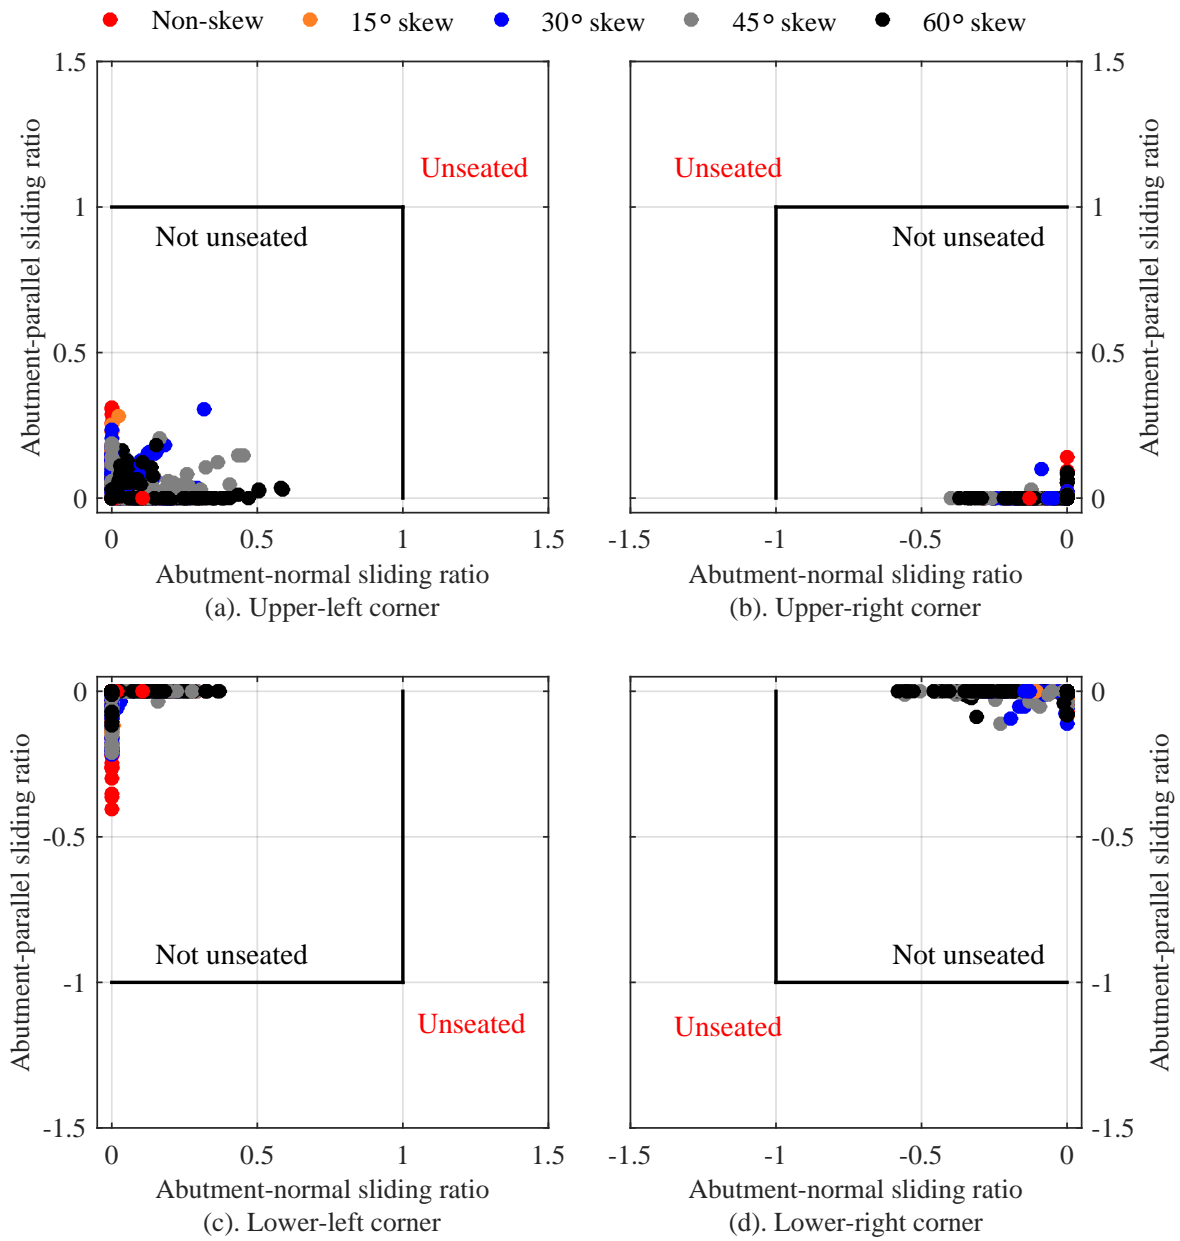 Non-skew 15° skew 30° skew 45° skew 60° skew
1.5
1
0.5
0
Abutment-parallel sliding ratio
Unseated
Not unseated
0 0.5 1 1.5
Abutment-normal sliding ratio
(a). Upper-left corner
Unseated
Not unseated
1.5
1
0.5
0
Abutment-parallel sliding ratio
-1.5 -1 -0.5 0
Abutment-normal sliding ratio
(b). Upper-right corner
0
-0.5
-1
-1.5
Abutment-parallel sliding ratio
Not unseated
Unseated
0 0.5 1 1.5
Abutment-normal sliding ratio
(c). Lower-left corner
Not unseated
Unseated
0
-0.5
-1
-1.5
Abutment-parallel sliding ratio
-1.5 -1 -0.5 0
Abutment-normal sliding ratio
(d). Lower-right corner